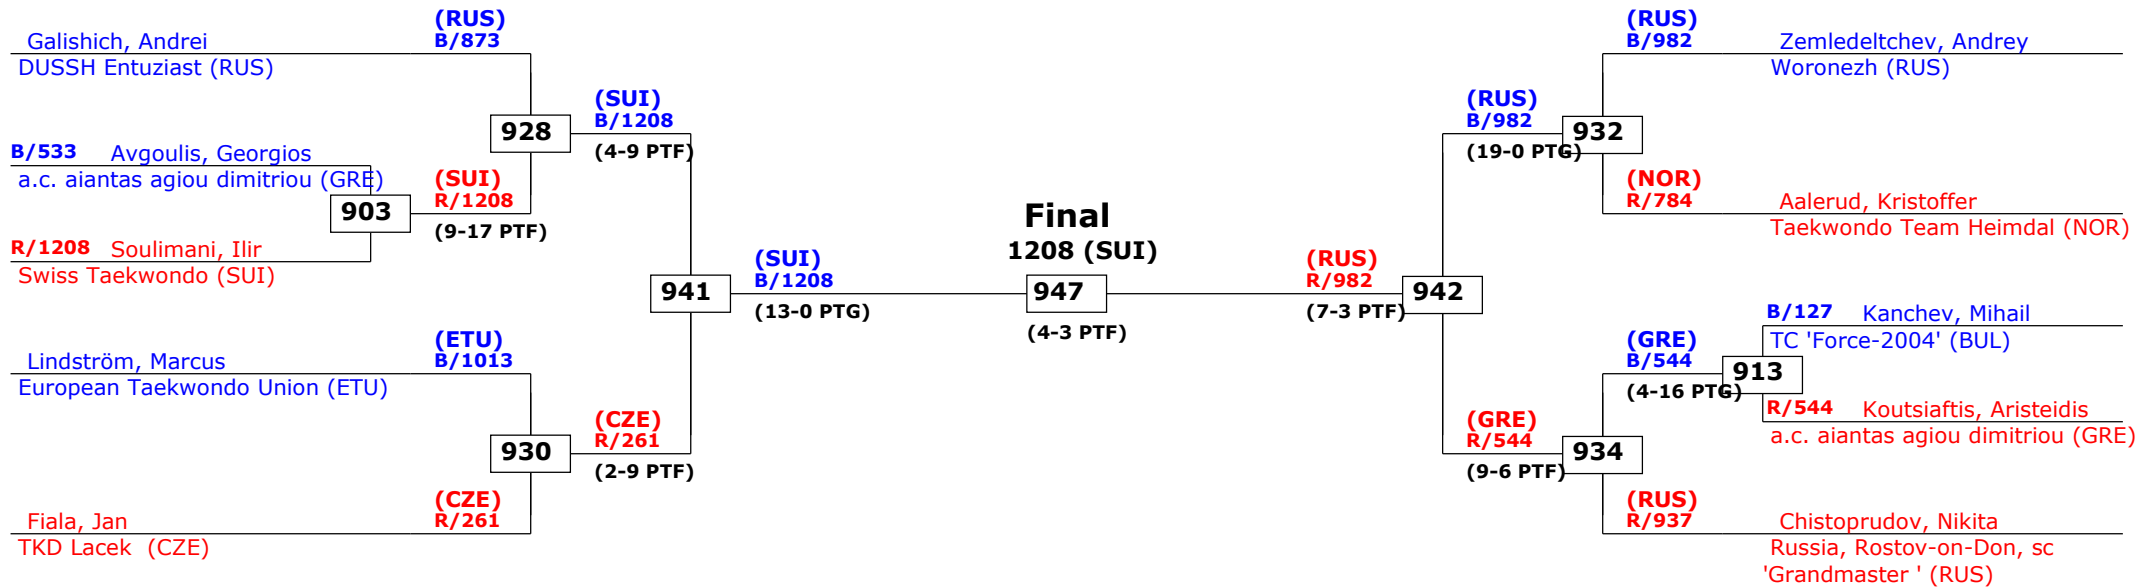 (RUS)
B/873
Galishich, Andrei
DUSSH Entuziast (RUS)
928
(SUI)
B/1208
(4-9 PTF)
B/533 Avgoulis, Georgios
a.c. aiantas agiou dimitriou (GRE)
903
(SUI)
R/1208
(9-17 PTF)
R/1208 Soulimani, Ilir
Swiss Taekwondo (SUI)
941
(SUI)
B/1208
(13-0 PTG)
(ETU)
B/1013
Lindström, Marcus
European Taekwondo Union (ETU)
930
(CZE)
R/261
(2-9 PTF)
(CZE)
R/261
Fiala, Jan
TKD Lacek (CZE)
Final
1208 (SUI)
947
(4-3 PTF)
(RUS)
B/982
Zemledeltchev, Andrey
Woronezh (RUS)
(RUS)
B/982
(19-0 PTG)
932
(NOR)
R/784
Aalerud, Kristoffer
Taekwondo Team Heimdal (NOR)
(RUS)
R/982
(7-3 PTF)
942
B/127 Kanchev, Mihail
TC 'Force-2004' (BUL)
(GRE)
B/544
(4-16 PTG)
913
R/544 Koutsiaftis, Aristeidis
a.c. aiantas agiou dimitriou (GRE)
(GRE)
R/544
(9-6 PTF)
934
(RUS)
R/937
Chistoprudov, Nikita
Russia, Rostov-on-Don, sc
'Grandmaster ' (RUS)